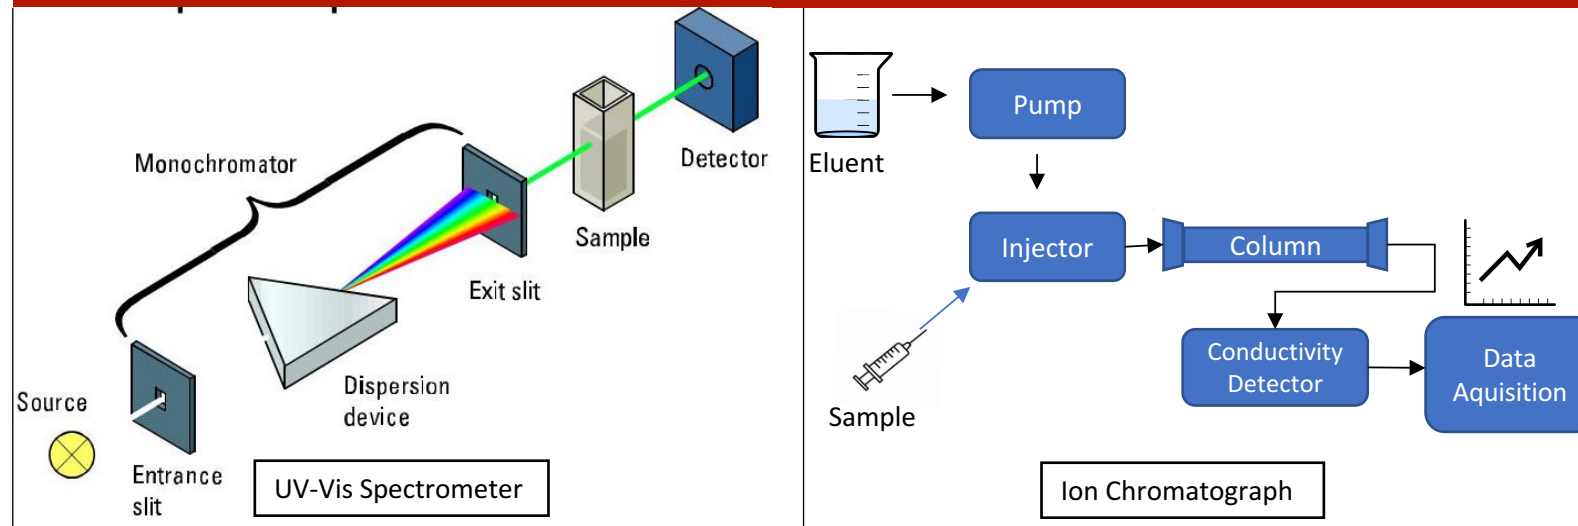 Monochromator
Detector
Sample
Exit slit
Dispersion
device
Source
Entrance
slit
UV-Vis Spectrometer
Eluent
Pump
Injector
Column
Sample
Conductivity
Detector
Data
Aquisition
Ion Chromatograph